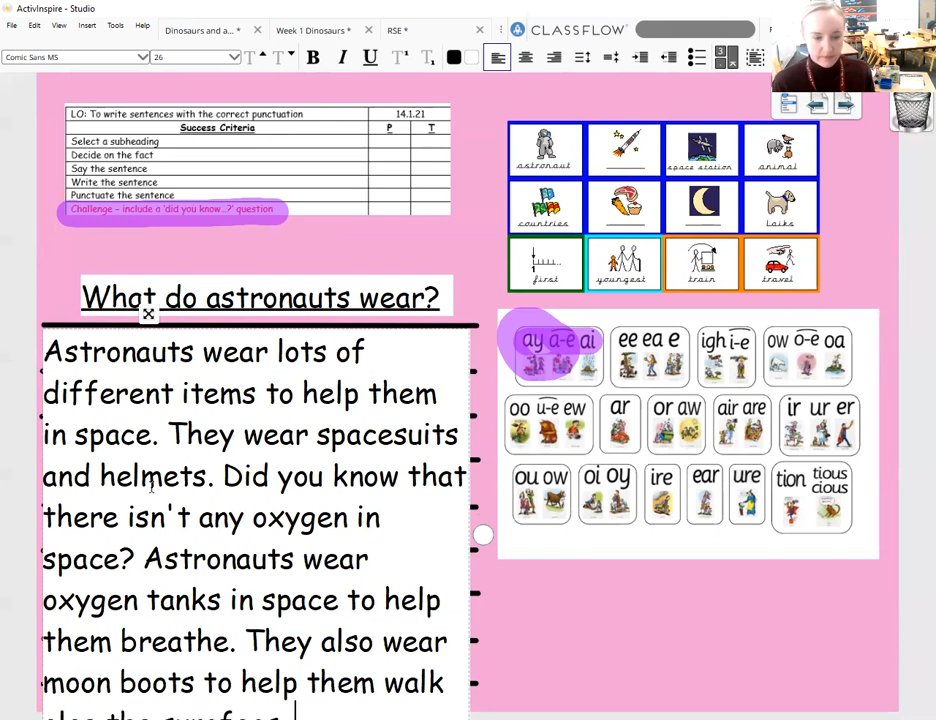 ActivInspire - Studio
File Edit View Insert Tools Help
Dinosaurs and a... *
Week 1 Dinosaurs *
RSE *
CLASSFLOW
Comic Sans MS
26
LO: To write sentences with the correct punctuation 14.1.21
Success Criteria P T
Select a subheading
Decide on the fact
Say the sentence
Write the sentence
Punctuate the sentence
Challenge – include a 'did you know...?' question
astronaut
space station
animal
countries
Laika
first
youngest
train
travel
What do astronauts wear?
Astronauts wear lots of
different items to help them
in space. They wear spacesuits
and helmets. Did you know that
there isn't any oxygen in
space? Astronauts wear
oxygen tanks in space to help
them breathe. They also wear
moon boots to help them walk
ay a-e ai
ee ea e
igh i-e
ow o-e oa
oo u-e ew
ar
or aw
air are
ir ur er
ou ow
oi oy
ire
ear
ure
tion
tious
cious